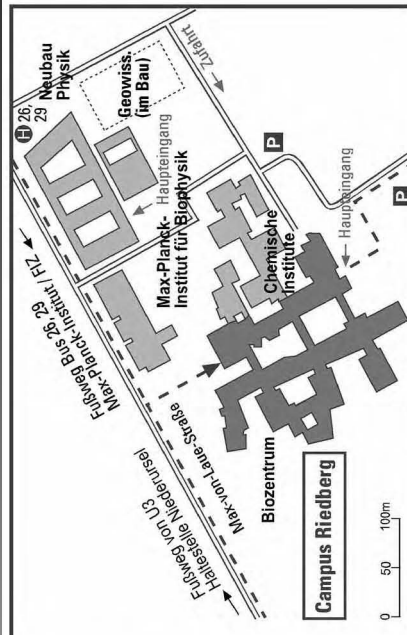 H 26,
29
Neubau
Physik
Geowiss.
(im Bau)
Zufahrt
Fußweg Bus 26, 29
Max-Planck-Institut / FIZ
Haupteingang
Max-Planck-
Institut für Biophysik
P
Chemische
Institute
Haupteingang
P
Fußweg von U3
Haltestelle Niederursel
Max-von-Laue-Straße
Biozentrum
Campus Riedberg
0 50 100m